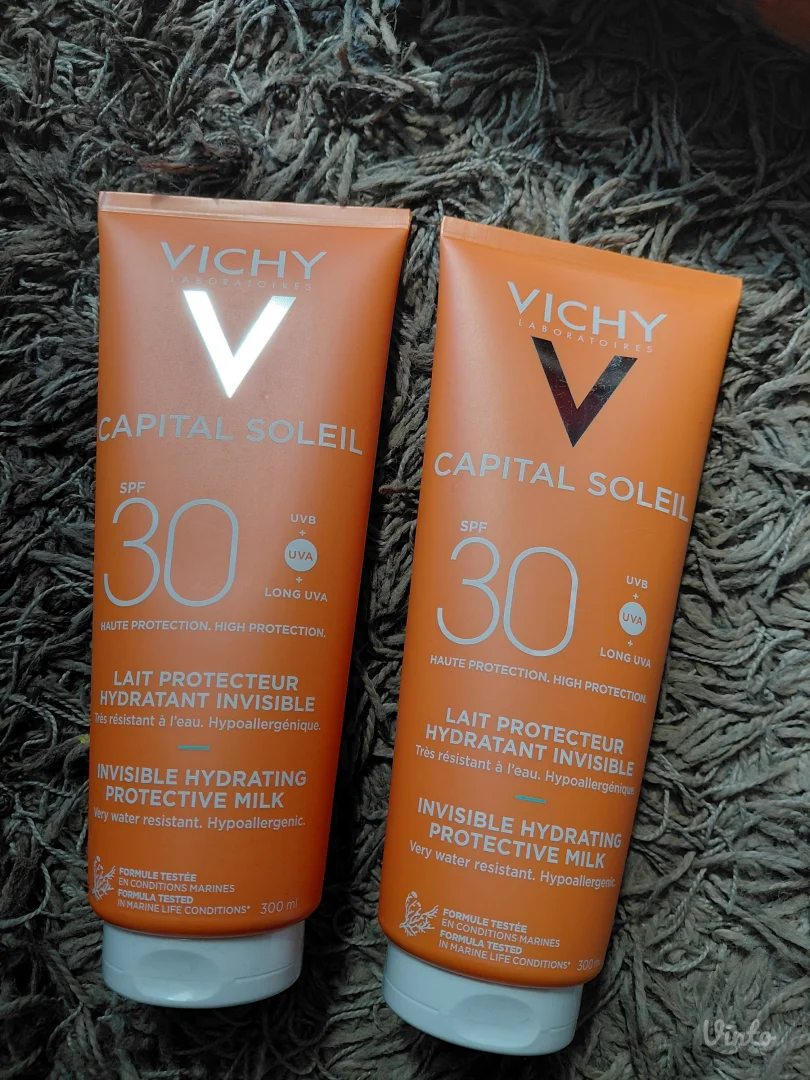 VICHY
LABORATOIRES
V
CAPITAL SOLEIL
SPF
30
UVB
+
UVA
+
LONG UVA
HAUTE PROTECTION. HIGH PROTECTION.
LAIT PROTECTEUR
HYDRATANT INVISIBLE
Très résistant à l'eau. Hypoallergénique.
INVISIBLE HYDRATING
PROTECTIVE MILK
Very water resistant. Hypoallergenic.
FORMULE TESTÉE
EN CONDITIONS MARINES
FORMULA TESTED
IN MARINE LIFE CONDITIONS*
300 ml
VICHY
LABORATOIRES
V
CAPITAL SOLEIL
SPF
30
UVB
+
UVA
+
LONG UVA
HAUTE PROTECTION. HIGH PROTECTION.
LAIT PROTECTEUR
HYDRATANT INVISIBLE
Très résistant à l'eau. Hypoallergénique.
INVISIBLE HYDRATING
PROTECTIVE MILK
Very water resistant. Hypoallergenic.
FORMULE TESTÉE
EN CONDITIONS MARINES
FORMULA TESTED
IN MARINE LIFE CONDITIONS*
300 ml